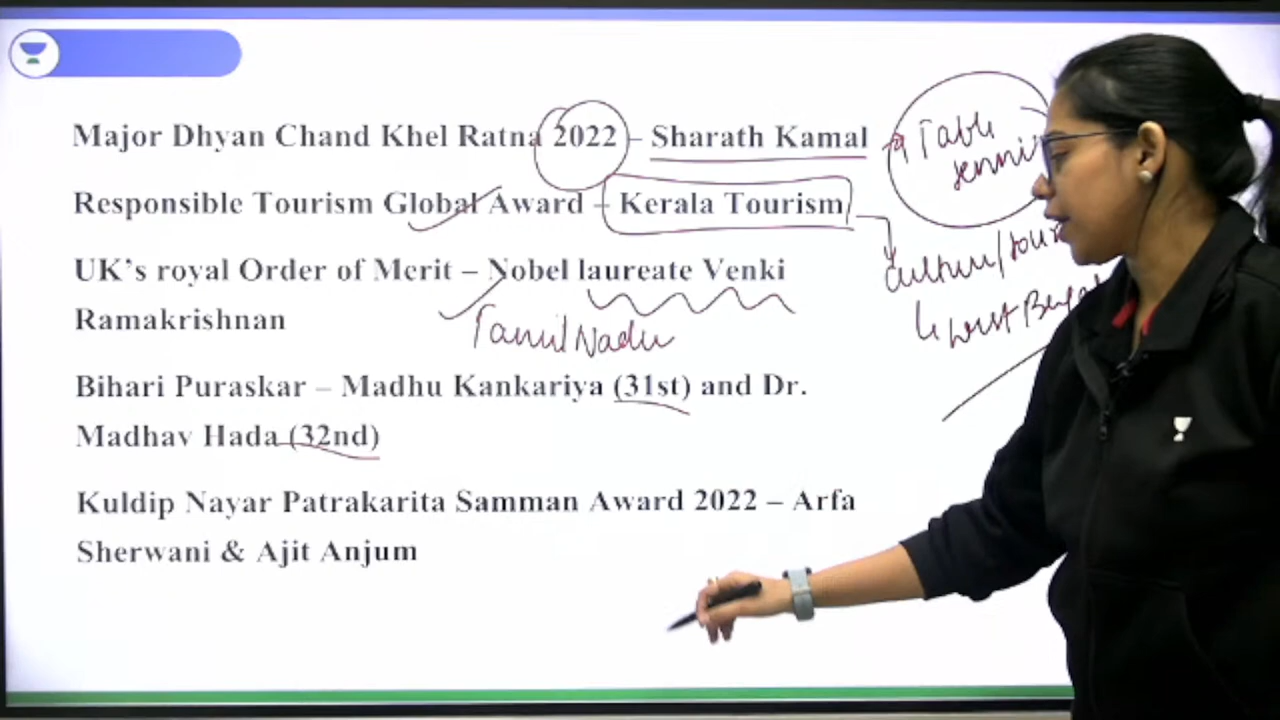 Major Dhyan Chand Khel Ratna 2022 – Sharath Kamal
Table
Responsible Tourism Global Award – Kerala Tourism
UK's royal Order of Merit – Nobel laureate Venki
Ramakrishnan
Tamil Nadu
Bihari Puraskar – Madhu Kankariya (31st) and Dr.
Madhav Hada (32nd)
Kuldip Nayar Patrakarita Samman Award 2022 – Arfa
Sherwani & Ajit Anjum